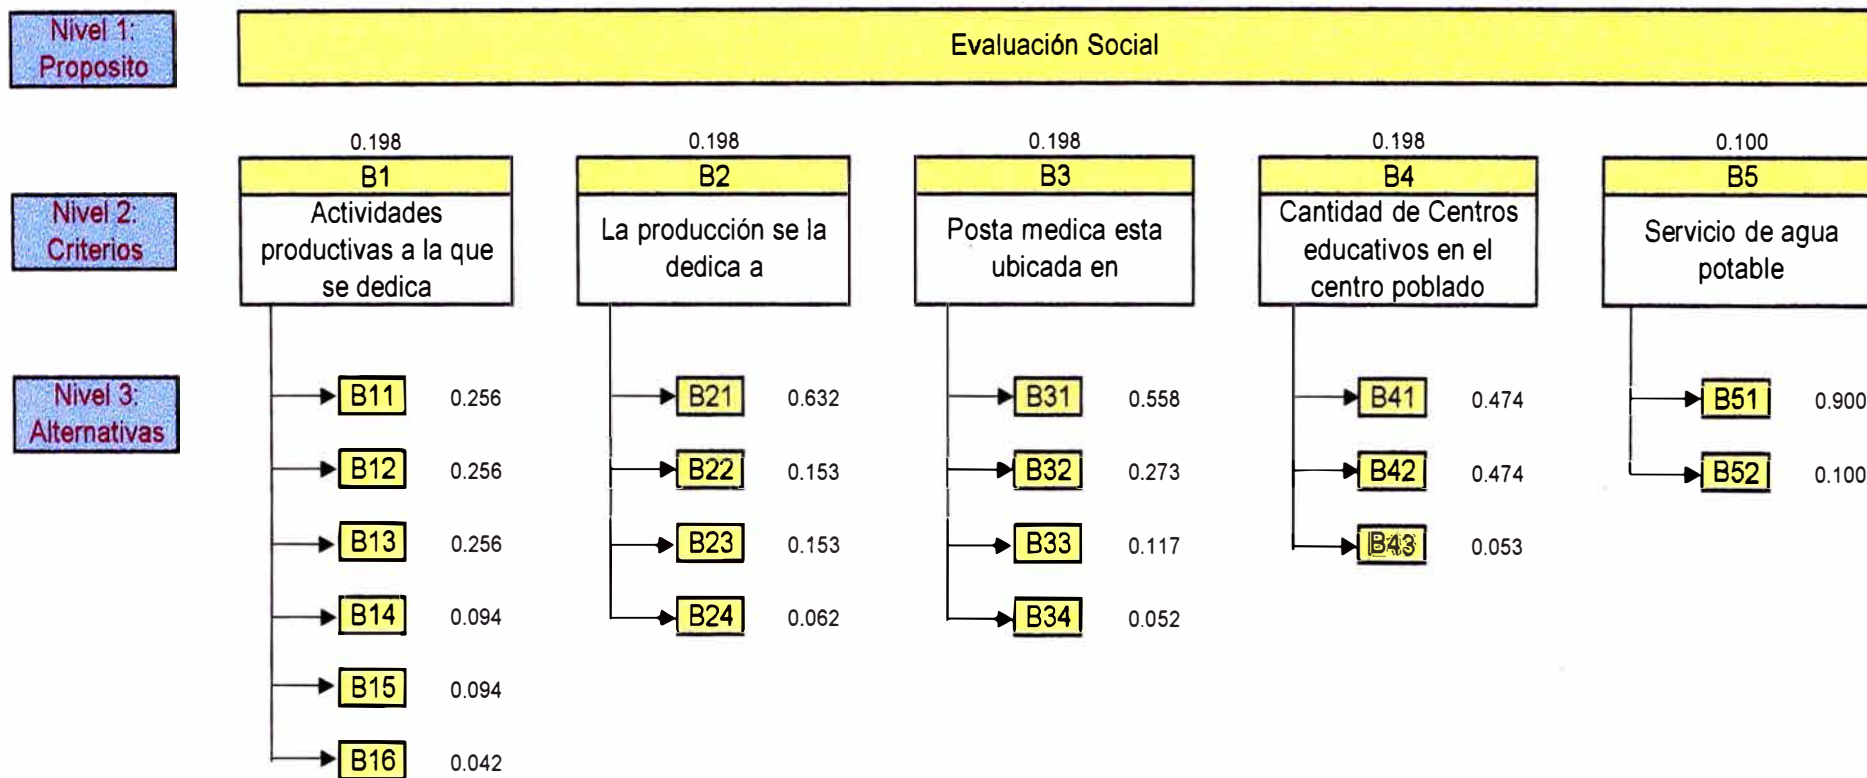 Nivel 1:
Proposito
Evaluación Social
0.198
0.198
0.198
0.198
0.100
B1
B2
B3
B4
B5
Nivel 2:
Criterios
Actividades
productivas a la que
se dedica
La producción se la
dedica a
Posta medica esta
ubicada en
Cantidad de Centros
educativos en el
centro poblado
Servicio de agua
potable
Nivel 3:
Alternativas
B11 0.256
B21 0.632
B31 0.558
B41 0.474
B51 0.900
B12 0.256
B22 0.153
B32 0.273
B42 0.474
B52 0.100
B13 0.256
B23 0.153
B33 0.117
B43 0.053
B14 0.094
B24 0.062
B34 0.052
B15 0.094
B16 0.042